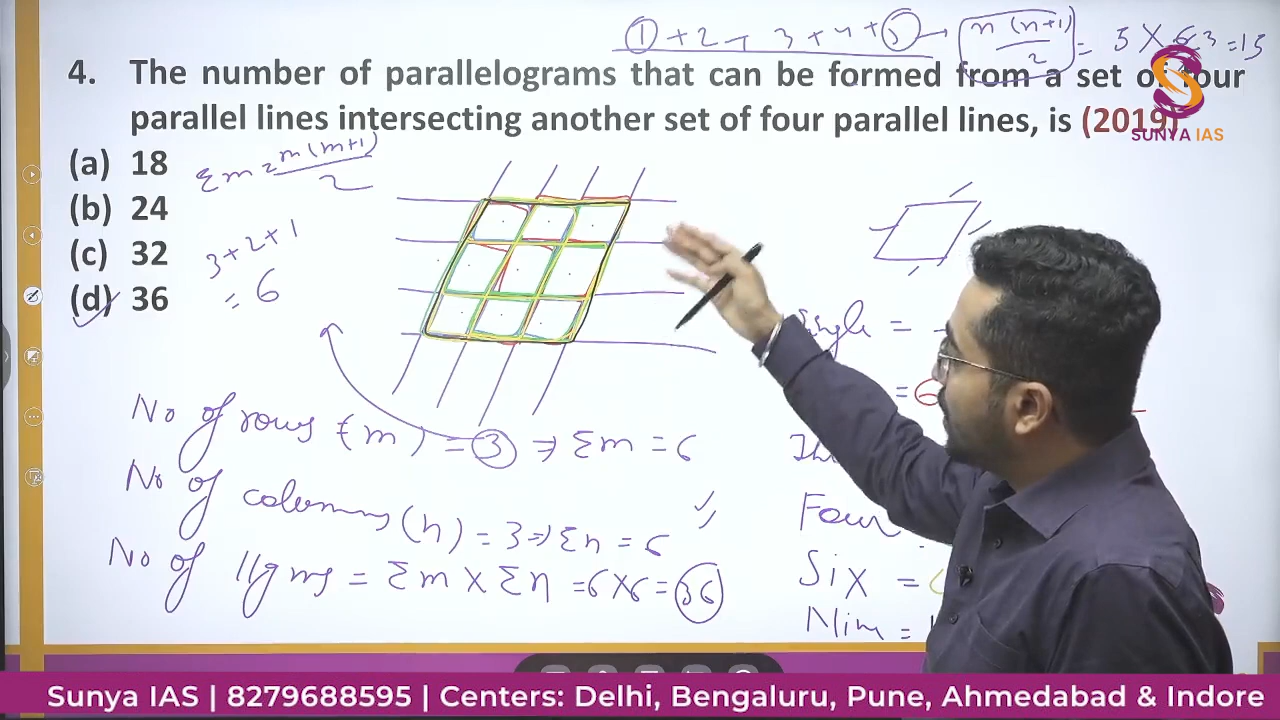 ① + 2 + 3 + 4 + ⑤ → n(n+1)/2 = 5 × 63 = 15
4. The number of parallelograms that can be formed from a set of four
parallel lines intersecting another set of four parallel lines, is (2019)
SUNYA IAS
(a) 18
Σm = m(m+1)/2
(b) 24
(c) 32
3+2+1
(d) 36
= 6
Single =
= 6
No of rows (m) = ③ ⇒ Σm = 6
No of columns (n) = 3 ⇒ Σn = 6
Four
No of ||gms = Σm × Σn = 6×6 = 36
Six =
Nine =
Sunya IAS | 8279688595 | Centers: Delhi, Bengaluru, Pune, Ahmedabad & Indore